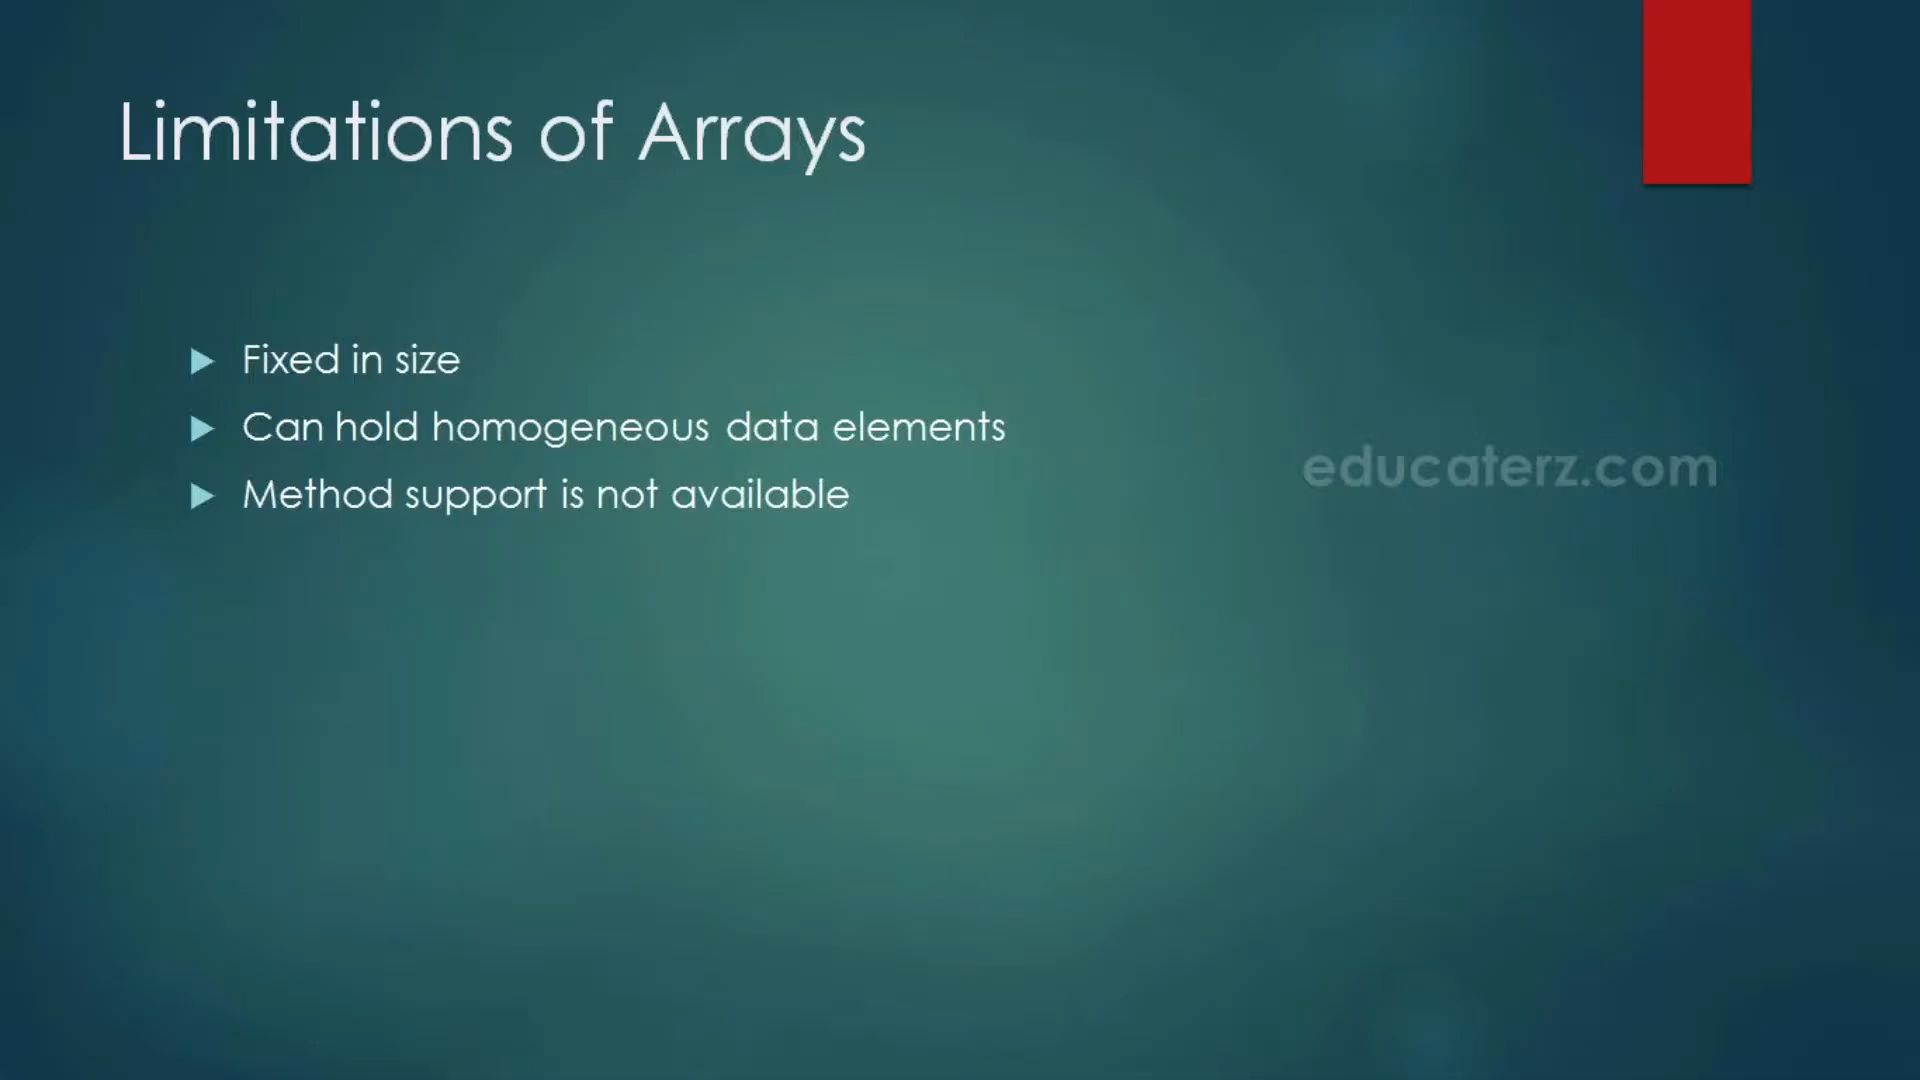 Limitations of Arrays
Fixed in size
Can hold homogeneous data elements
educaterz.com
Method support is not available